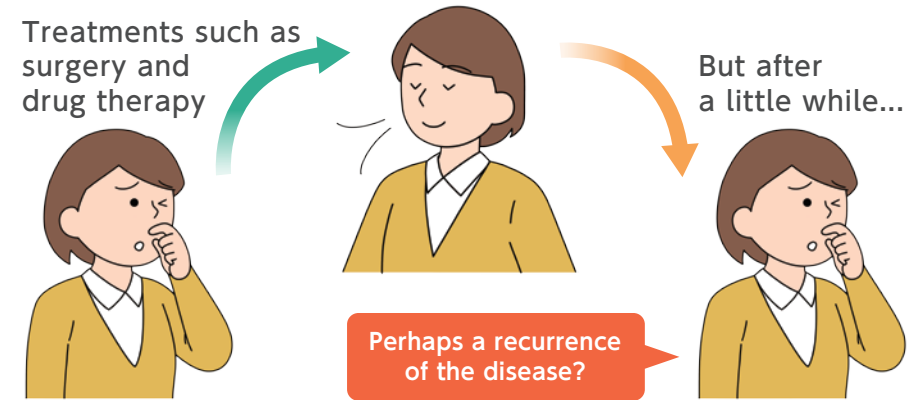 Treatments such as
surgery and
drug therapy
But after
a little while...
Perhaps a recurrence
of the disease?